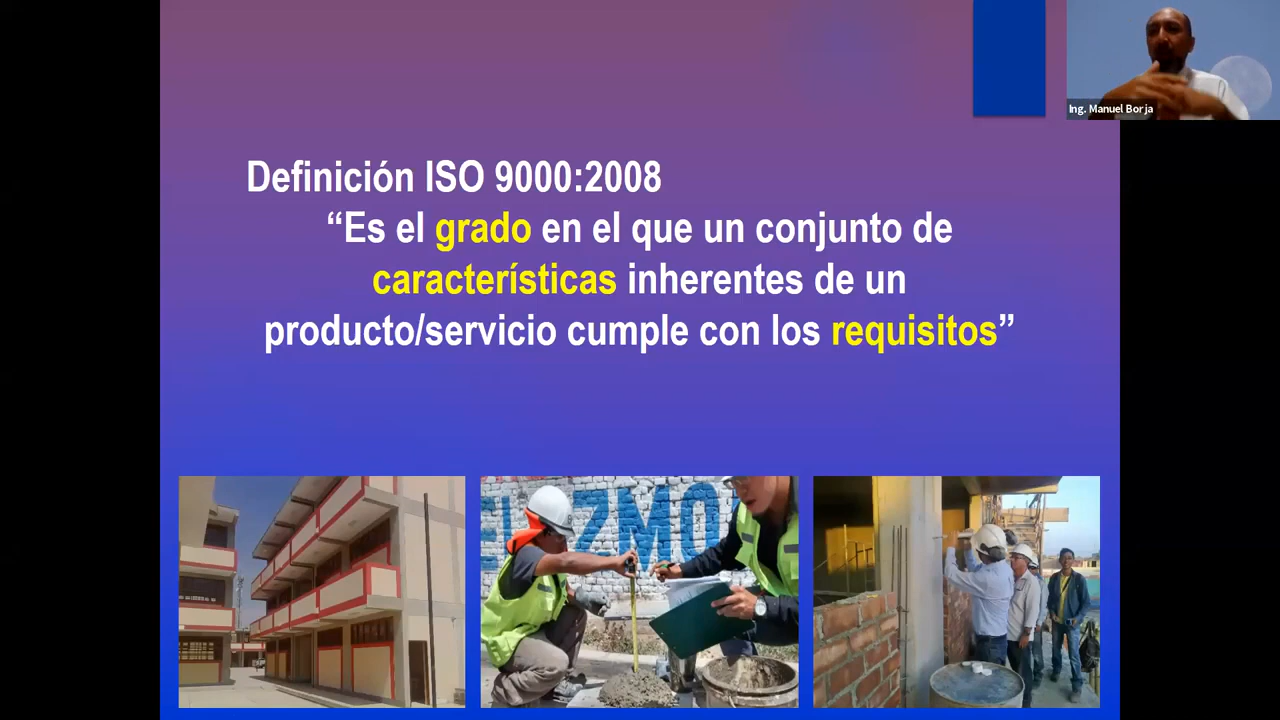 Ing. Manuel Borja
Definición ISO 9000:2008
“Es el grado en el que un conjunto de
características inherentes de un
producto/servicio cumple con los requisitos”